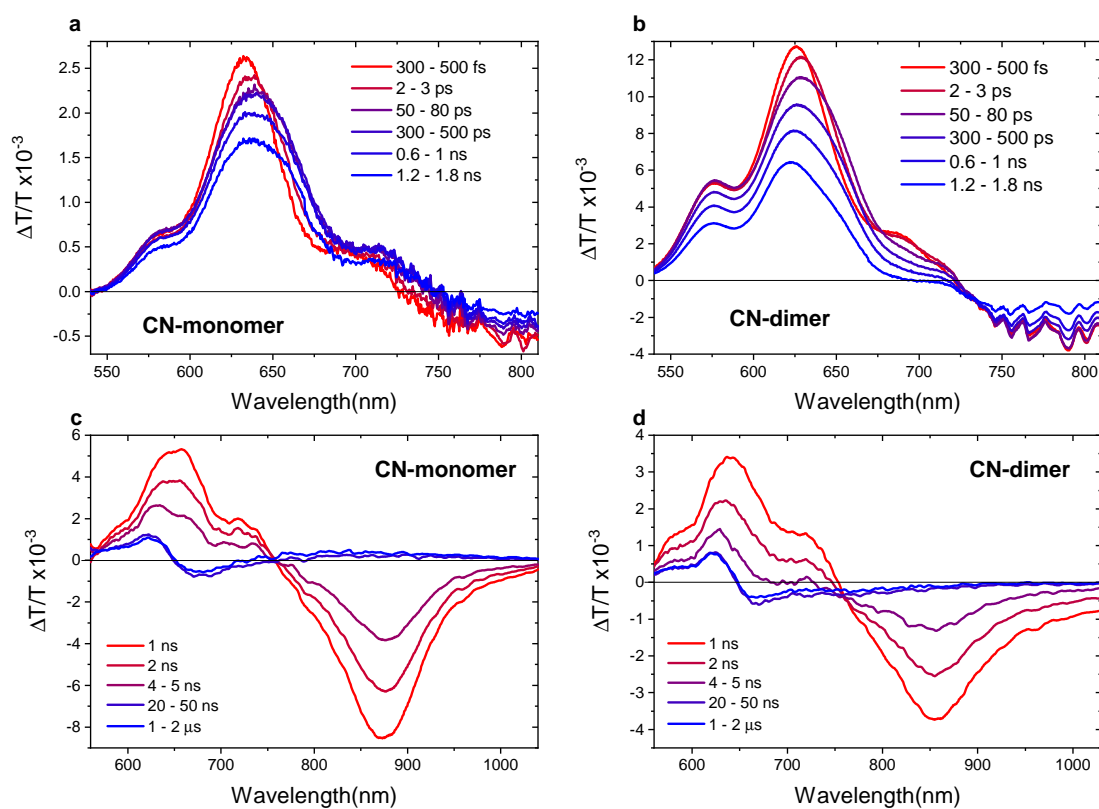 a
ΔT/T x10⁻³
2.5
2.0
1.5
1.0
0.5
0.0
-0.5
300 - 500 fs
2 - 3 ps
50 - 80 ps
300 - 500 ps
0.6 - 1 ns
1.2 - 1.8 ns
CN-monomer
550 600 650 700 750 800
Wavelength(nm)
b
ΔT/T x10⁻³
12
10
8
6
4
2
0
-2
-4
300 - 500 fs
2 - 3 ps
50 - 80 ps
300 - 500 ps
0.6 - 1 ns
1.2 - 1.8 ns
CN-dimer
550 600 650 700 750 800
Wavelength(nm)
c
CN-monomer
ΔT/T x10⁻³
6
4
2
0
-2
-4
-6
-8
1 ns
2 ns
4 - 5 ns
20 - 50 ns
1 - 2 μs
600 700 800 900 1000
Wavelength(nm)
d
CN-dimer
ΔT/T x10⁻³
4
3
2
1
0
-1
-2
-3
-4
1 ns
2 ns
4 - 5 ns
20 - 50 ns
1 - 2 μs
600 700 800 900 1000
Wavelength(nm)